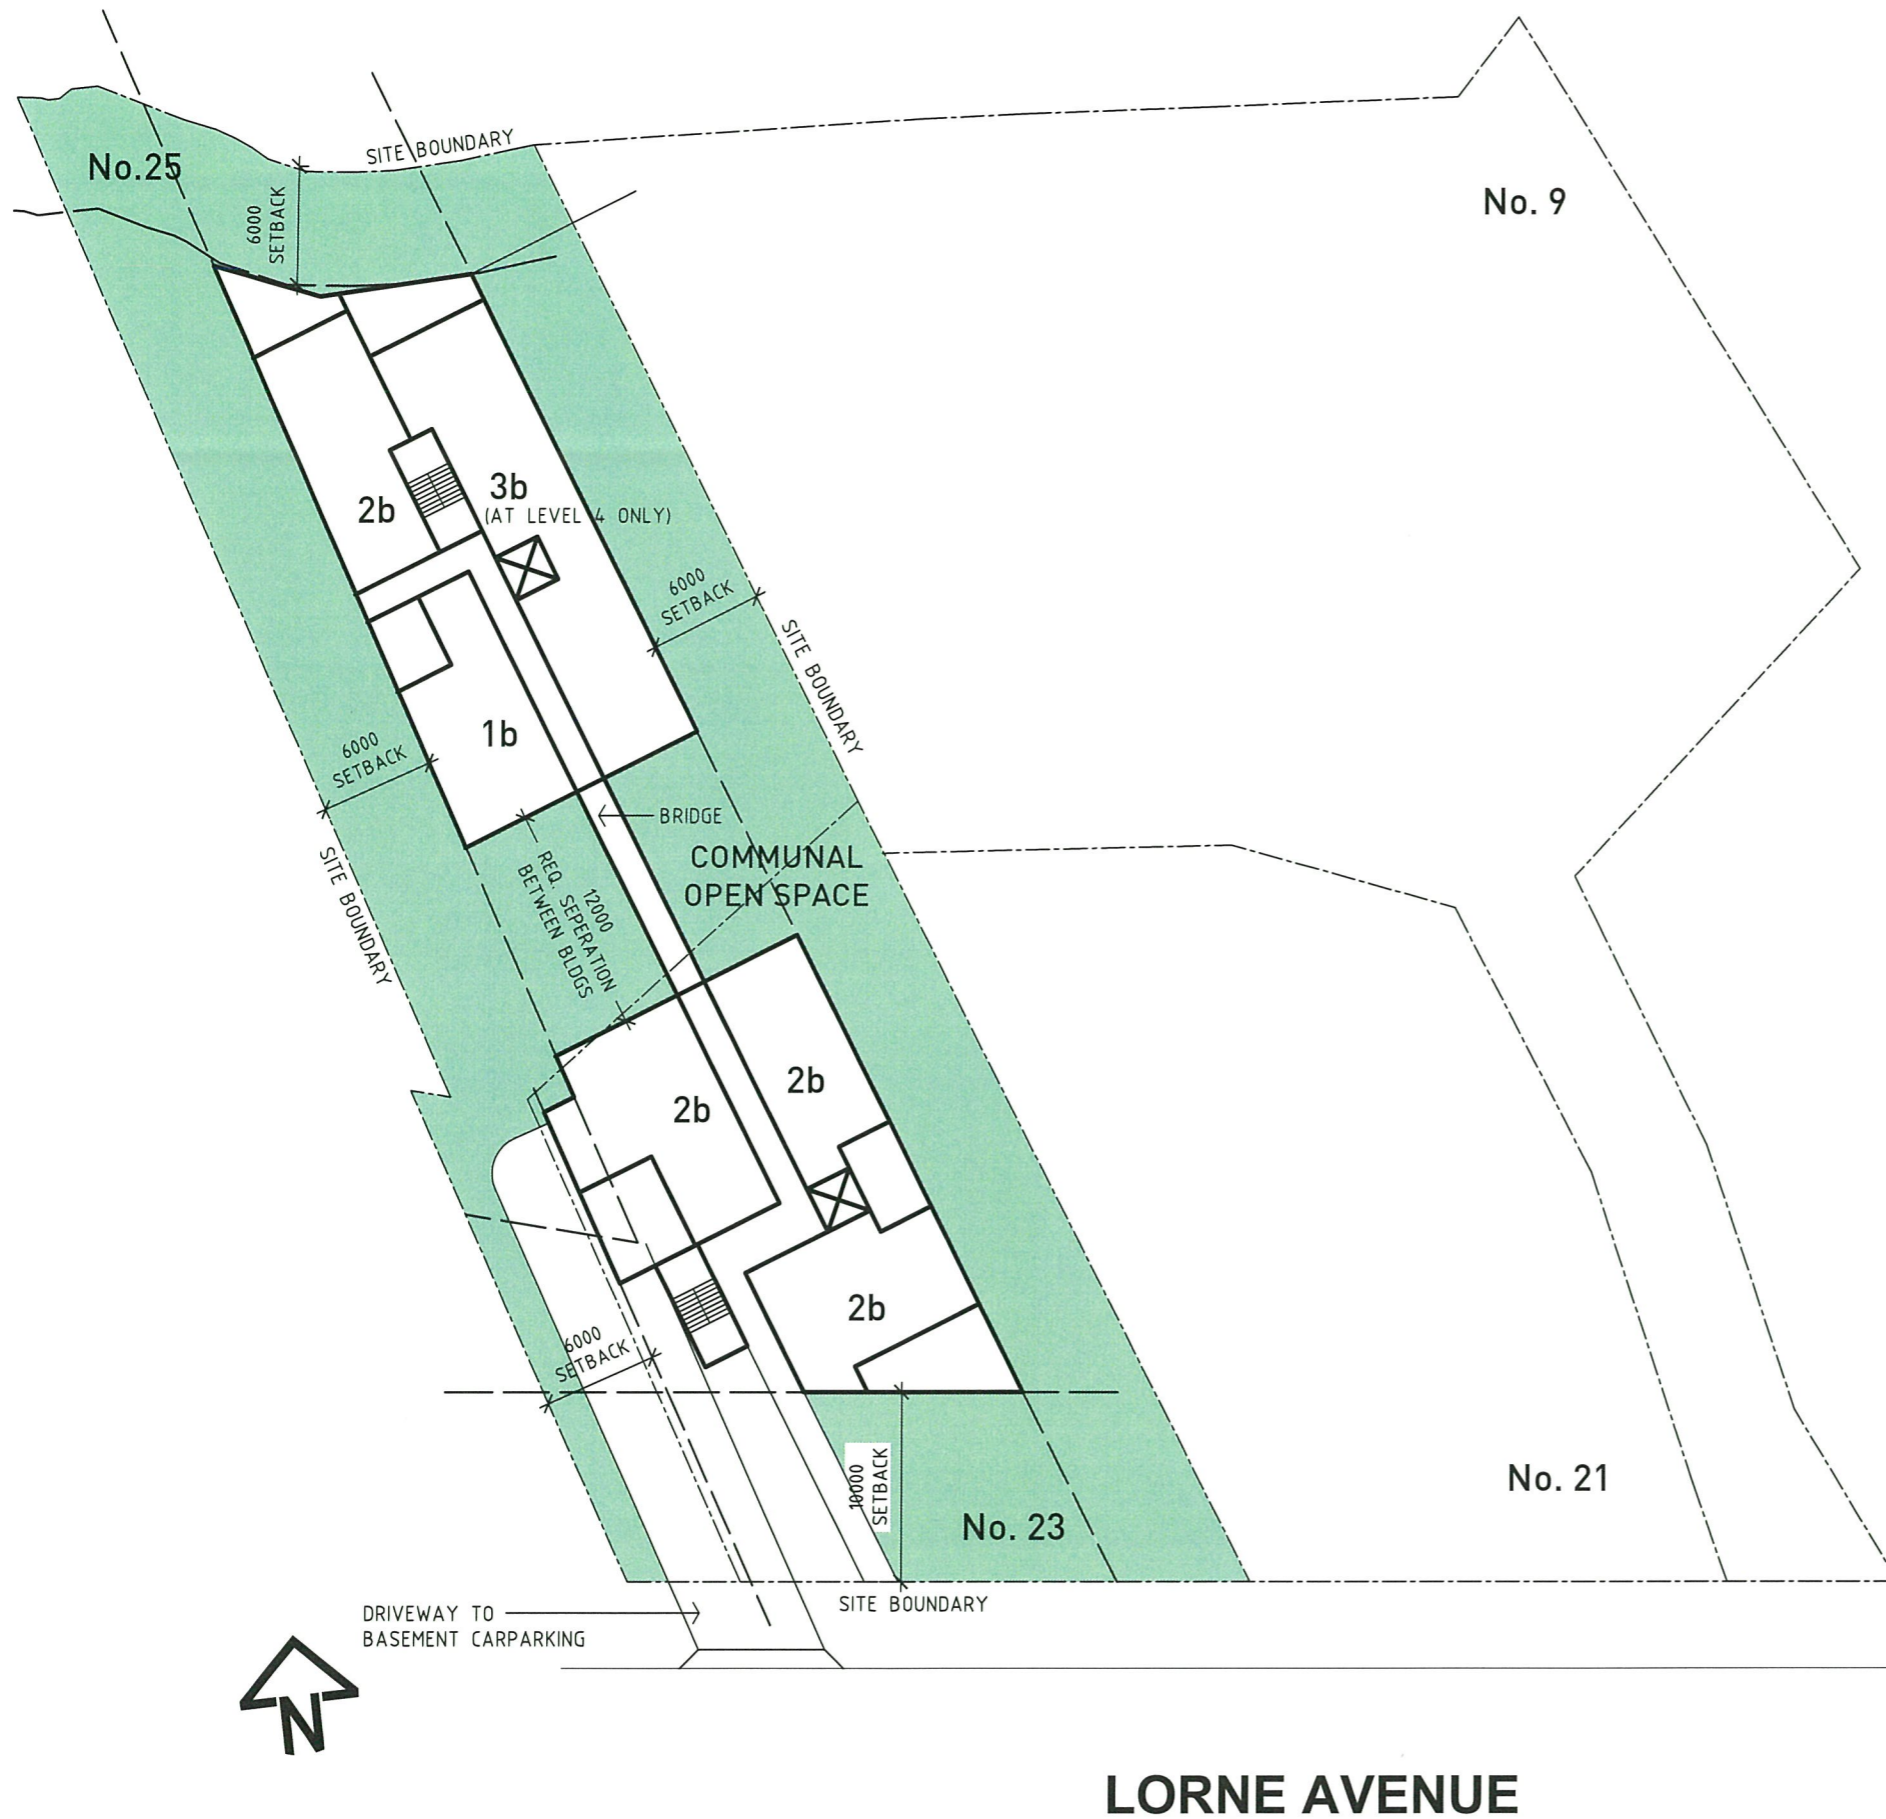 No.25
SITE BOUNDARY
6000
SETBACK
No. 9
2b
3b
(AT LEVEL 4 ONLY)
6000
SETBACK
SITE BOUNDARY
1b
6000
SETBACK
SITE BOUNDARY
BRIDGE
COMMUNAL
OPEN SPACE
12000
REQ. SEPERATION
BETWEEN BLDGS
2b
2b
2b
6000
SETBACK
10000
SETBACK
No. 23
No. 21
SITE BOUNDARY
DRIVEWAY TO
BASEMENT CARPARKING
N
LORNE AVENUE